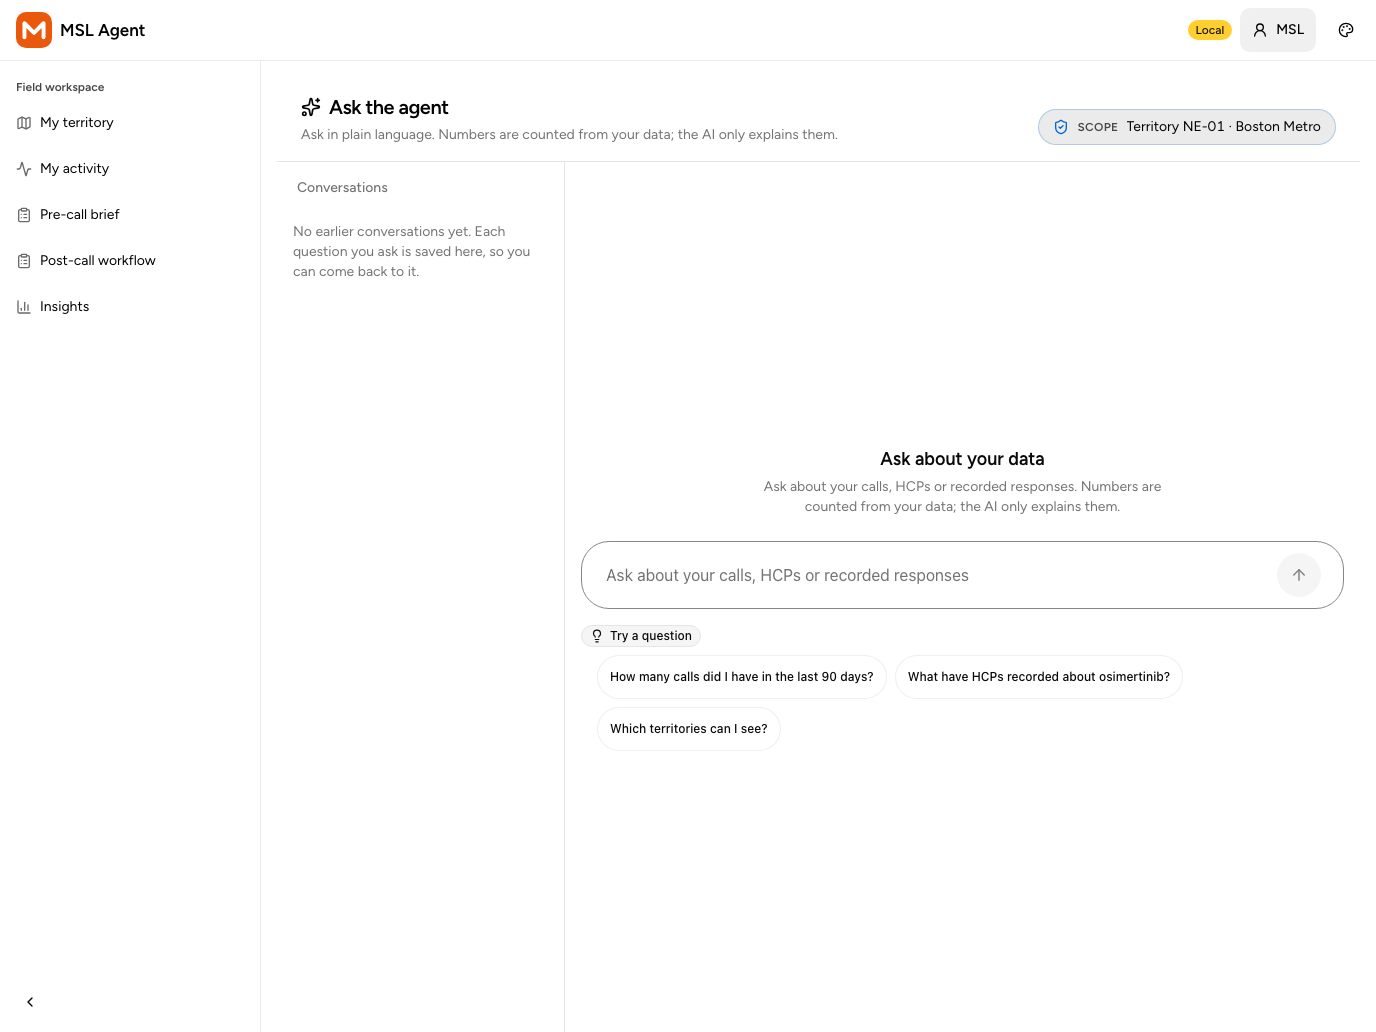 MSL Agent
Local
MSL
Field workspace
My territory
My activity
Pre-call brief
Post-call workflow
Insights
Ask the agent
Ask in plain language. Numbers are counted from your data; the AI only explains them.
SCOPE Territory NE-01 · Boston Metro
Conversations
No earlier conversations yet. Each
question you ask is saved here, so you
can come back to it.
Ask about your data
Ask about your calls, HCPs or recorded responses. Numbers are
counted from your data; the AI only explains them.
Ask about your calls, HCPs or recorded responses
Try a question
How many calls did I have in the last 90 days?
What have HCPs recorded about osimertinib?
Which territories can I see?